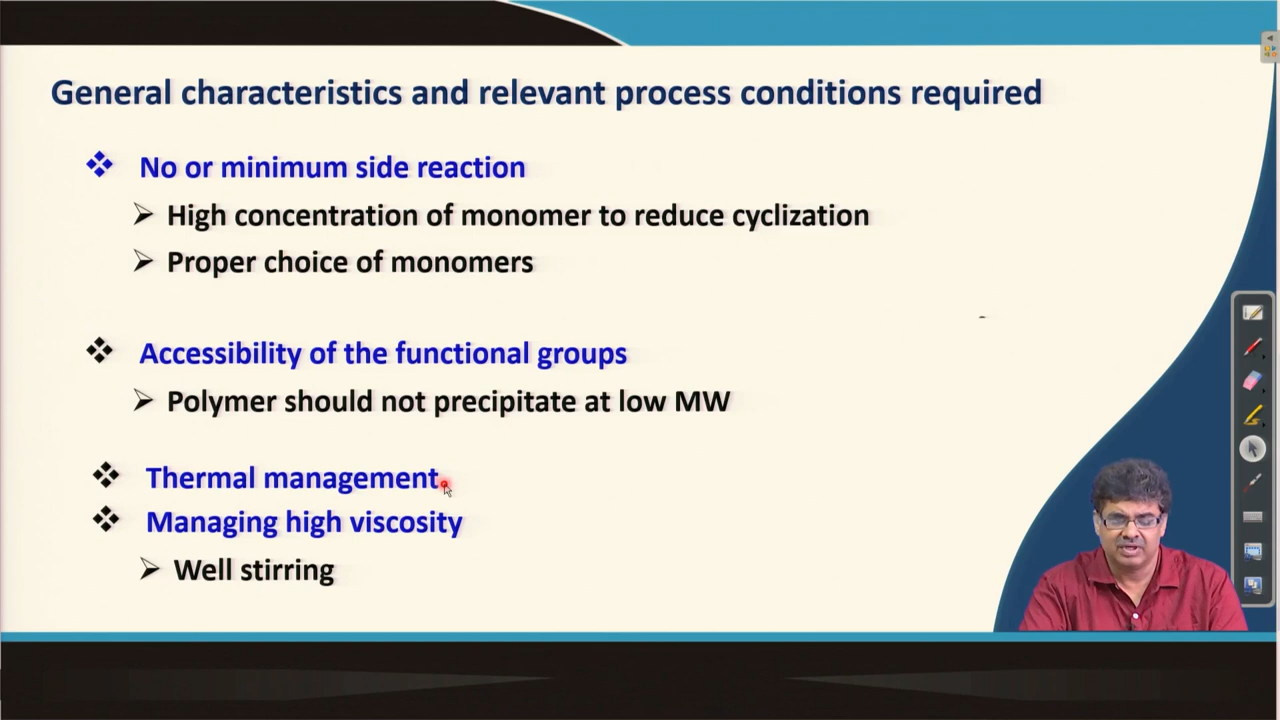 General characteristics and relevant process conditions required
No or minimum side reaction
High concentration of monomer to reduce cyclization
Proper choice of monomers
Accessibility of the functional groups
Polymer should not precipitate at low MW
Thermal management
Managing high viscosity
Well stirring